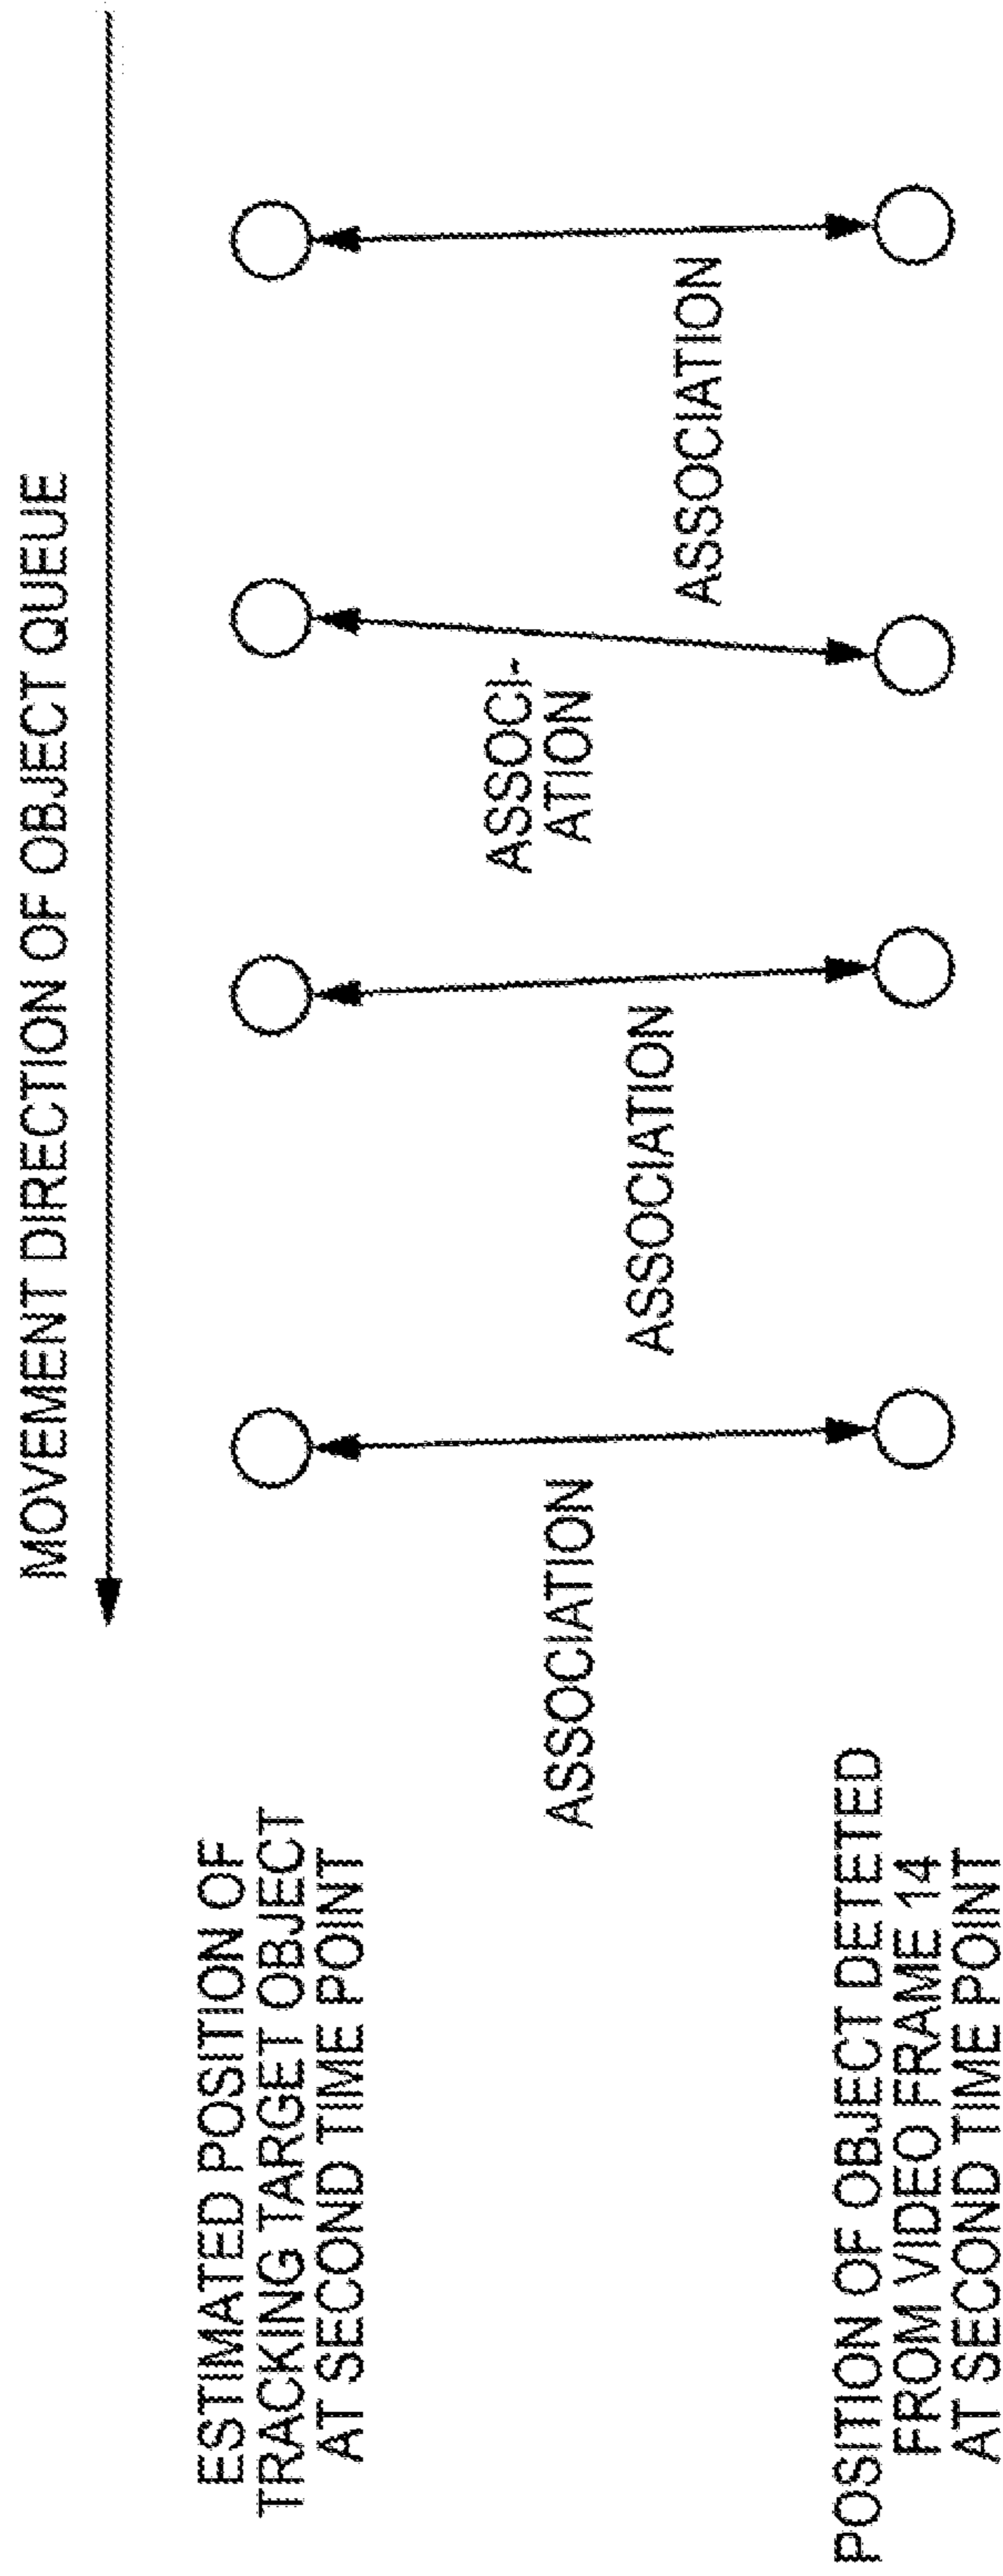 MOVEMENT DIRECTION OF OBJECT QUEUE
ESTIMATED POSITION OF
TRACKING TARGET OBJECT
AT SECOND TIME POINT
ASSOCI-
ATION
ASSOCIATION
ASSOCIATION
ASSOCIATION
POSITION OF OBJECT DETETED
FROM VIDEO FRAME 14
AT SECOND TIME POINT